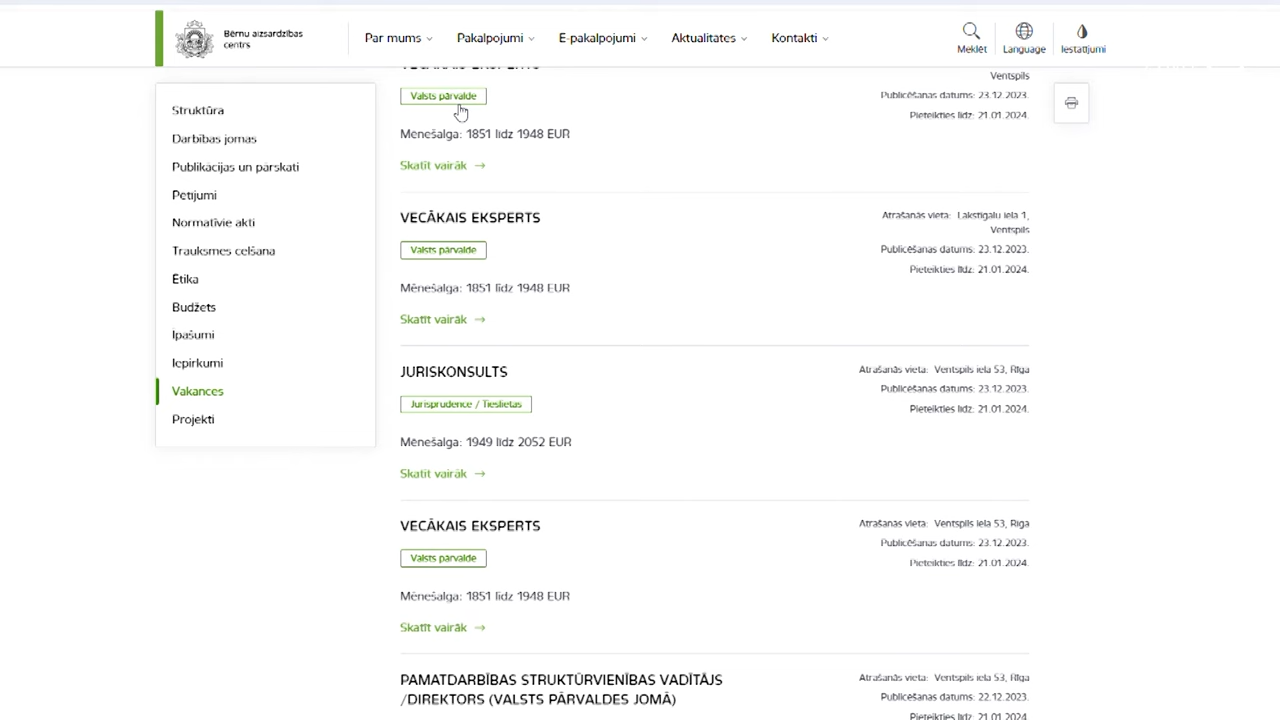 Bērnu aizsardzības
centrs
Par mums
Pakalpojumi
E-pakalpojumi
Aktualitātes
Kontakti
Meklēt
Language
Iestatījumi
Struktūra
Darbības jomas
Publikācijas un pārskati
Pētījumi
Normatīvie akti
Trauksmes celšana
Ētika
Budžets
Īpašumi
Iepirkumi
Vakances
Projekti
VECĀKAIS EKSPERTS
Valsts pārvalde
Mēnešalga: 1851 līdz 1948 EUR
Skatīt vairāk
Ventspils
Publicēšanas datums: 23.12.2023.
Pieteikties līdz: 21.01.2024.
VECĀKAIS EKSPERTS
Valsts pārvalde
Mēnešalga: 1851 līdz 1948 EUR
Skatīt vairāk
Atrašanās vieta: Lakstīgalu iela 1,
Ventspils
Publicēšanas datums: 23.12.2023.
Pieteikties līdz: 21.01.2024.
JURISKONSULTS
Jurisprudence / Tieslietas
Mēnešalga: 1949 līdz 2052 EUR
Skatīt vairāk
Atrašanās vieta: Ventspils iela 53, Rīga
Publicēšanas datums: 23.12.2023.
Pieteikties līdz: 21.01.2024.
VECĀKAIS EKSPERTS
Valsts pārvalde
Mēnešalga: 1851 līdz 1948 EUR
Skatīt vairāk
Atrašanās vieta: Ventspils iela 53, Rīga
Publicēšanas datums: 23.12.2023.
Pieteikties līdz: 21.01.2024.
PAMATDARBĪBAS STRUKTŪRVIENĪBAS VADĪTĀJS
/DIREKTORS (VALSTS PĀRVALDES JOMĀ)
Atrašanās vieta: Ventspils iela 53, Rīga
Publicēšanas datums: 22.12.2023.
Pieteikties līdz: 21.01.2024.